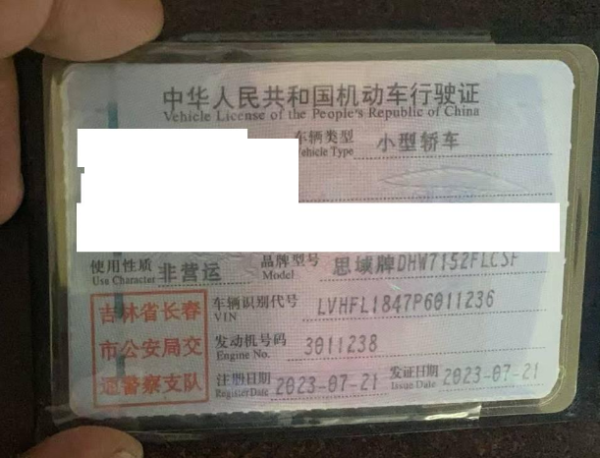 中华人民共和国机动车行驶证
Vehicle License of the People's Republic of China
车辆类型 小型轿车
Vehicle Type
使用性质 非营运 品牌型号 思域牌DHW7152FLCSF
Use Character Model
吉林省长春
市公安局交
通警察支队
车辆识别代号 LVHFL1847P6011236
VIN
发动机号码 3011238
Engine No.
注册日期 2023-07-21 发证日期 2023-07-21
Register Date Issue Date